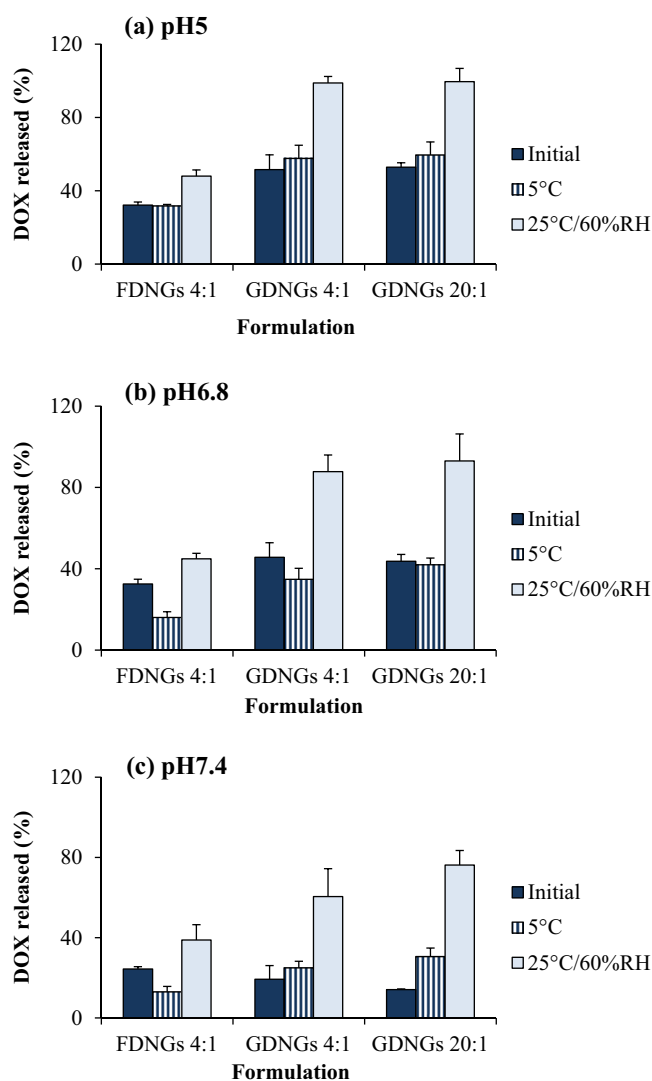 (a) pH5
DOX released (%)
120
80
40
0
FDNGs 4:1 GDNGs 4:1 GDNGs 20:1
Formulation
Initial
5°C
25°C/60%RH
(b) pH6.8
DOX released (%)
120
80
40
0
FDNGs 4:1 GDNGs 4:1 GDNGs 20:1
Formulation
Initial
5°C
25°C/60%RH
(c) pH7.4
DOX released (%)
120
80
40
0
FDNGs 4:1 GDNGs 4:1 GDNGs 20:1
Formulation
Initial
5°C
25°C/60%RH